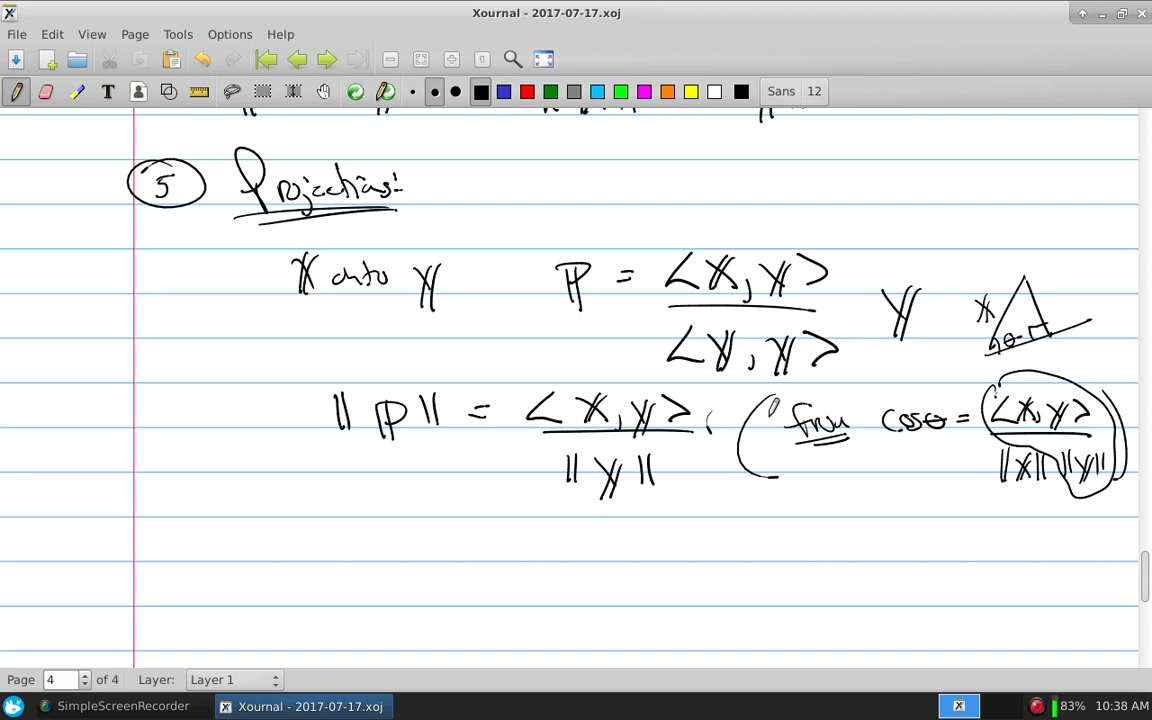 Xournal - 2017-07-17.xoj
File Edit View Page Tools Options Help
Sans 12
5 Projections:
X onto Y P = <X, Y> Y X θ
<Y, Y>
|| P || = <X, Y> ( from cosθ = <X, Y> )
|| Y || ||X|| ||Y||
Page 4 of 4 Layer: Layer 1
SimpleScreenRecorder Xournal - 2017-07-17.xoj 83% 10:38 AM